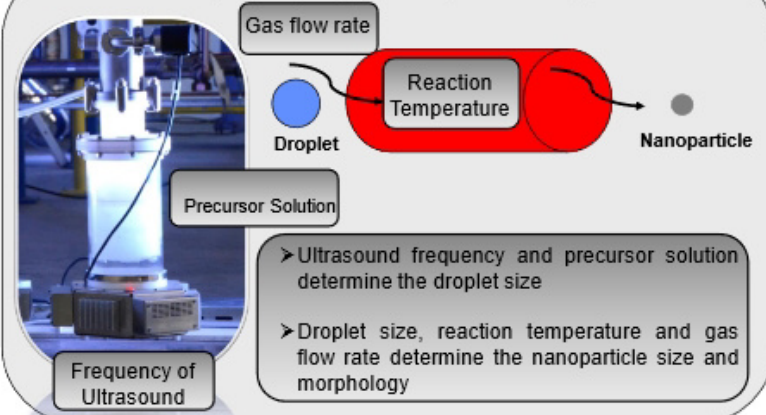 Gas flow rate
Reaction
Temperature
Droplet
Nanoparticle
Precursor Solution
➢Ultrasound frequency and precursor solution
determine the droplet size
➢Droplet size, reaction temperature and gas
flow rate determine the nanoparticle size and
morphology
Frequency of
Ultrasound